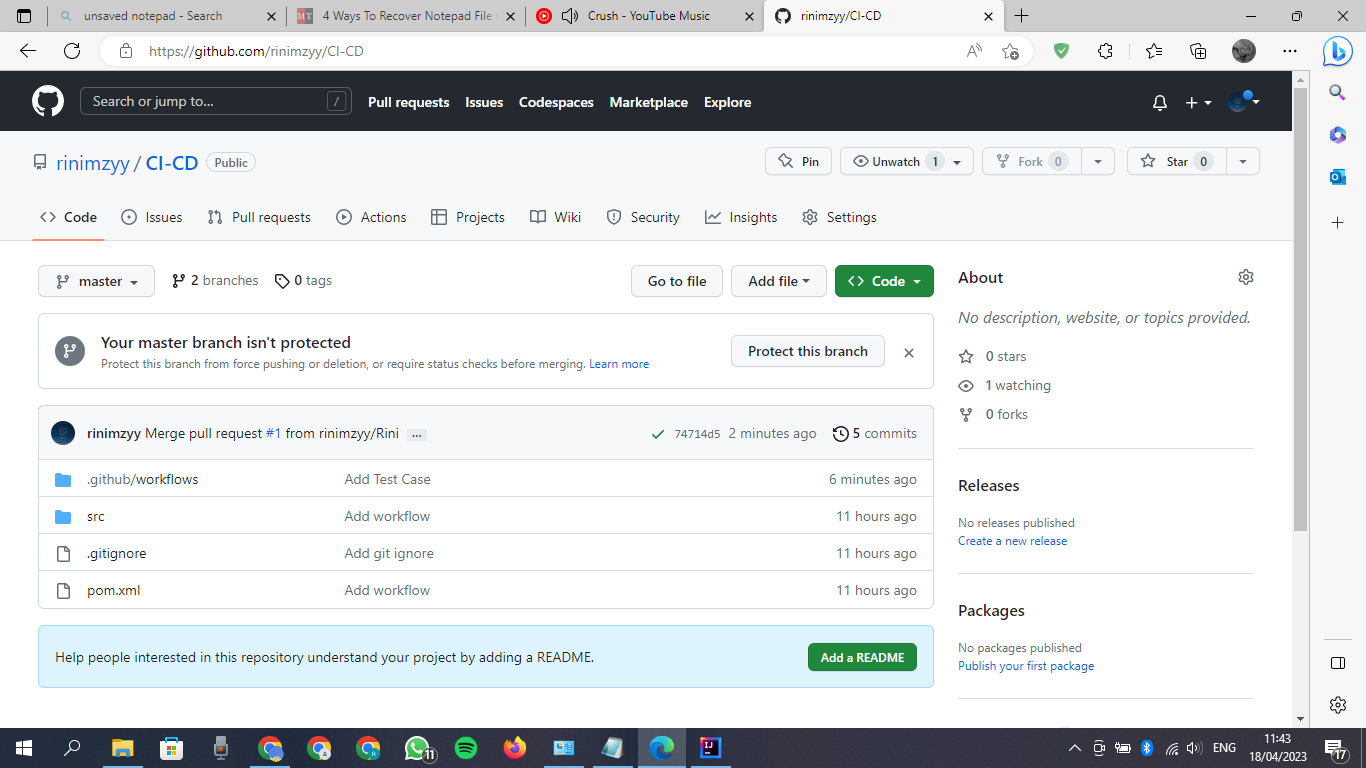 unsaved notepad - Search
4 Ways To Recover Notepad File
Crush - YouTube Music
rinimzyy/CI-CD
https://github.com/rinimzyy/CI-CD
Search or jump to...
/
Pull requests
Issues
Codespaces
Marketplace
Explore
rinimzyy / CI-CD
Public
Pin
Unwatch 1
Fork 0
Star 0
Code
Issues
Pull requests
Actions
Projects
Wiki
Security
Insights
Settings
master
2 branches
0 tags
Go to file
Add file
Code
Your master branch isn't protected
Protect this branch from force pushing or deletion, or require status checks before merging. Learn more
Protect this branch
rinimzyy Merge pull request #1 from rinimzyy/Rini ...
74714d5 2 minutes ago
5 commits
.github/workflows Add Test Case 6 minutes ago
src Add workflow 11 hours ago
.gitignore Add git ignore 11 hours ago
pom.xml Add workflow 11 hours ago
Help people interested in this repository understand your project by adding a README.
Add a README
About
No description, website, or topics provided.
0 stars
1 watching
0 forks
Releases
No releases published
Create a new release
Packages
No packages published
Publish your first package
11
ENG
11:43
18/04/2023
17